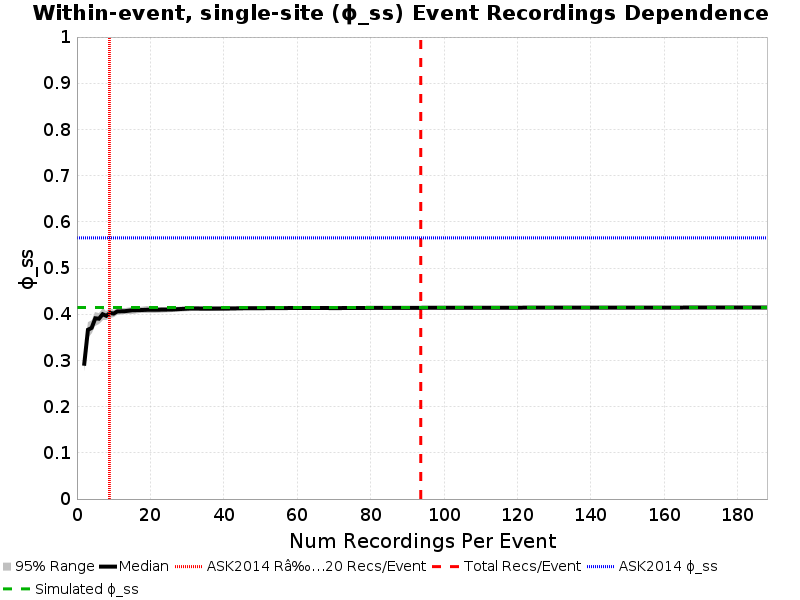 Within-event, single-site (ϕ_ss) Event Recordings Dependence
1
0.9
0.8
0.7
0.6
0.5
0.4
0.3
0.2
0.1
0
ϕ_ss
0 20 40 60 80 100 120 140 160 180
Num Recordings Per Event
95% Range Median ASK2014 Râ‰…20 Recs/Event Total Recs/Event ASK2014 ϕ_ss
Simulated ϕ_ss